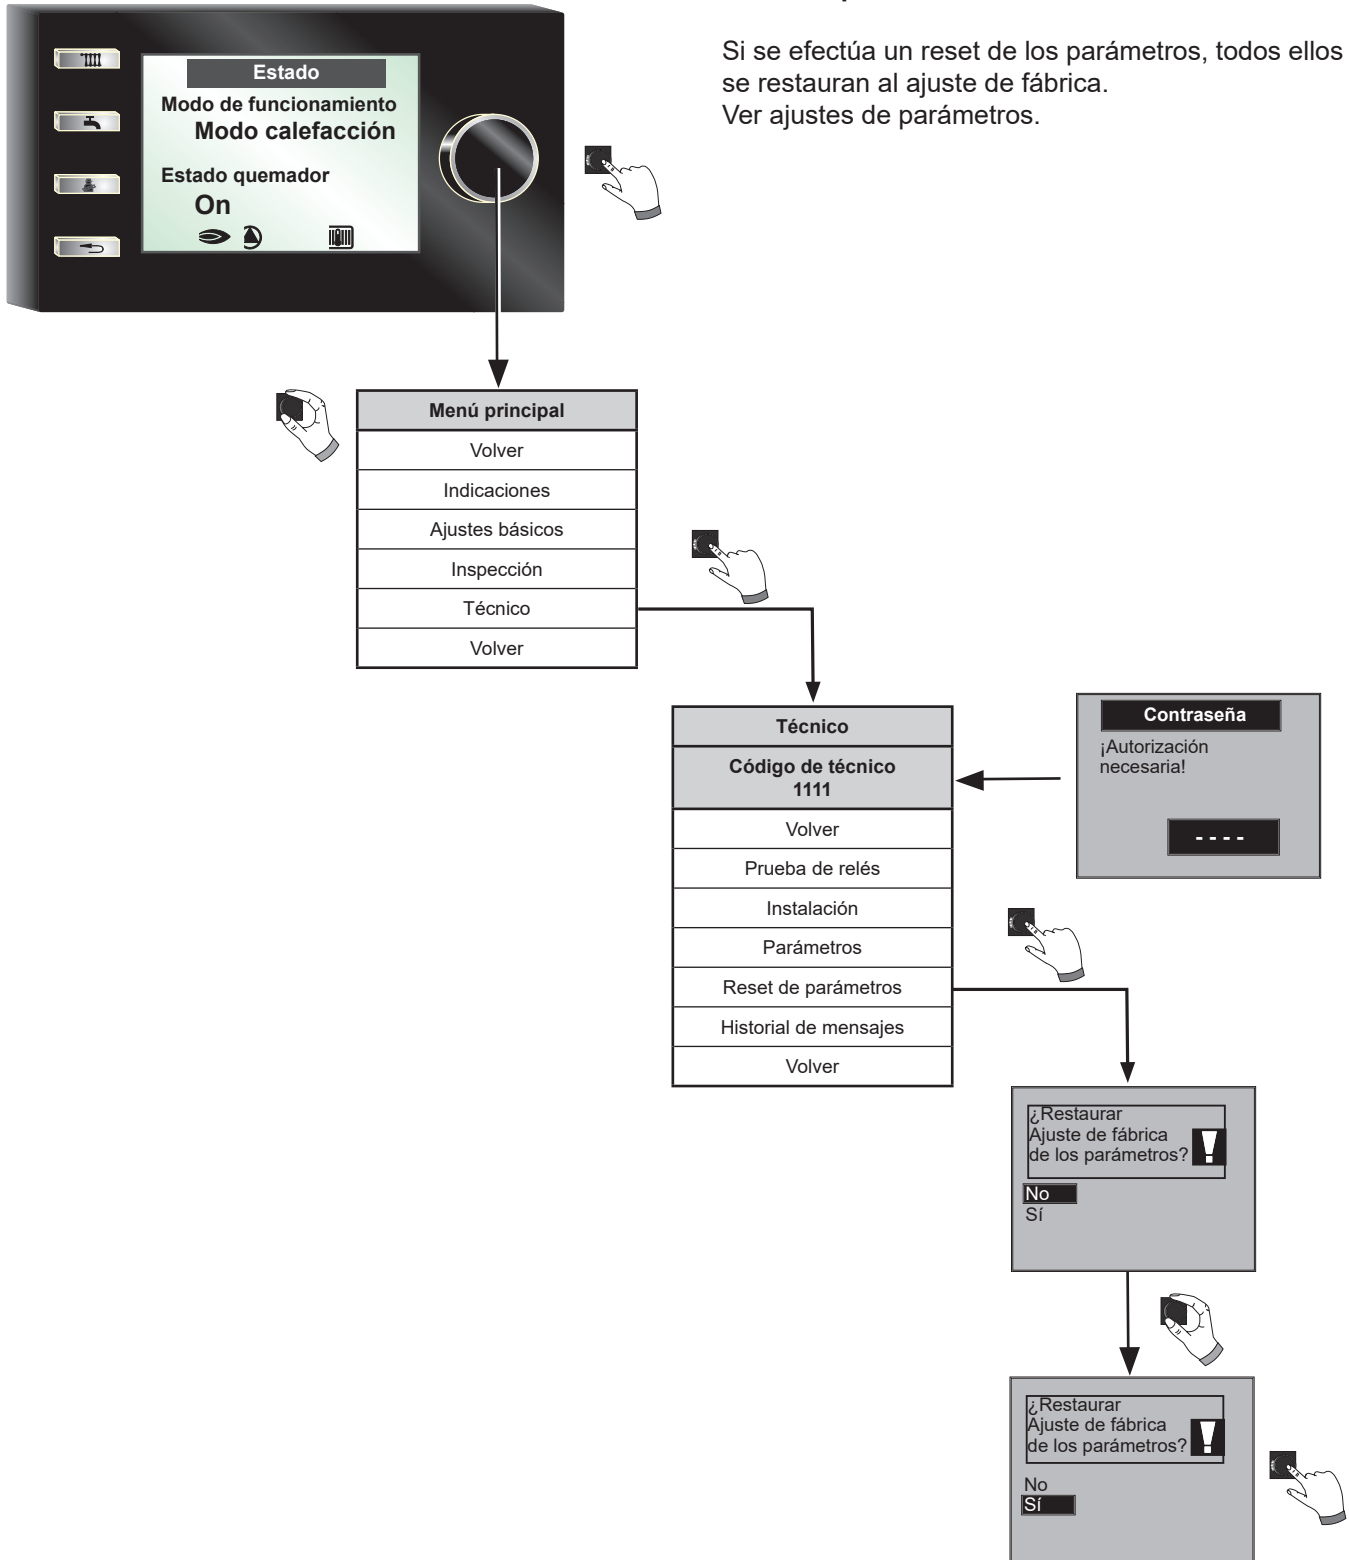 Si se efectúa un reset de los parámetros, todos ellos
se restauran al ajuste de fábrica.
Ver ajustes de parámetros.
Estado
Modo de funcionamiento
Modo calefacción
Estado quemador
On
Menú principal
Volver
Indicaciones
Ajustes básicos
Inspección
Técnico
Volver
Técnico
Código de técnico
1111
Volver
Prueba de relés
Instalación
Parámetros
Reset de parámetros
Historial de mensajes
Volver
Contraseña
¡Autorización
necesaria!
- - - -
¿Restaurar
Ajuste de fábrica
de los parámetros?
No
Sí
¿Restaurar
Ajuste de fábrica
de los parámetros?
No
Sí